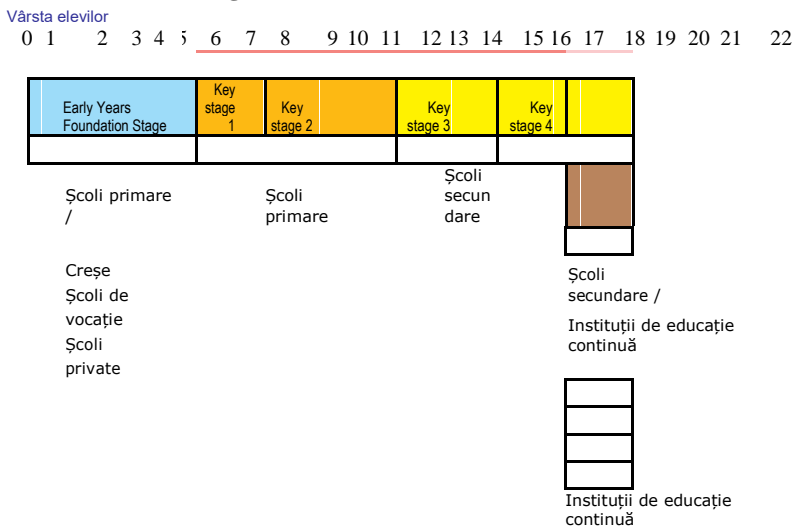 Vârsta elevilor
0 1 2 3 4 5 6 7 8 9 10 11 12 13 14 15 16 17 18 19 20 21 22
Early Years
Foundation Stage
Key
stage
1
Key
stage 2
Key
stage 3
Key
stage 4
Școli primare
/
Creșe
Școli de
vocație
Școli
private
Școli
primare
Școli
secun
dare
Școli
secundare /
Instituții de educație
continuă
Instituții de educație
continuă